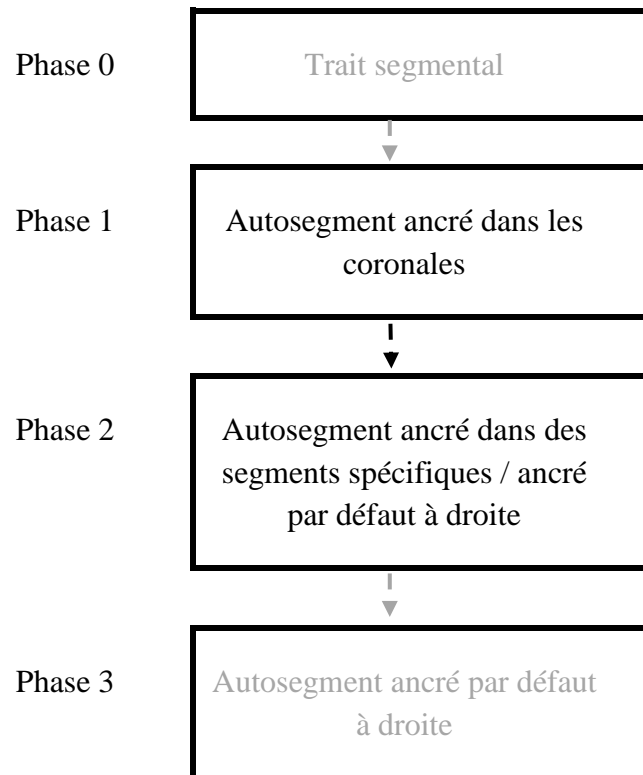 Phase 0
Trait segmental
Phase 1
Autosegment ancré dans les
coronales
Phase 2
Autosegment ancré dans des
segments spécifiques / ancré
par défaut à droite
Phase 3
Autosegment ancré par défaut
à droite